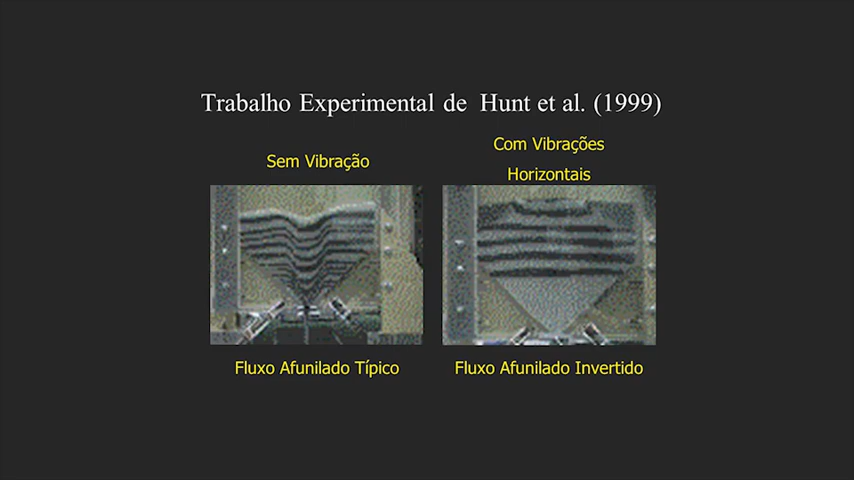 Trabalho Experimental de Hunt et al. (1999)
Sem Vibração
Com Vibrações
Horizontais
Fluxo Afunilado Típico
Fluxo Afunilado Invertido